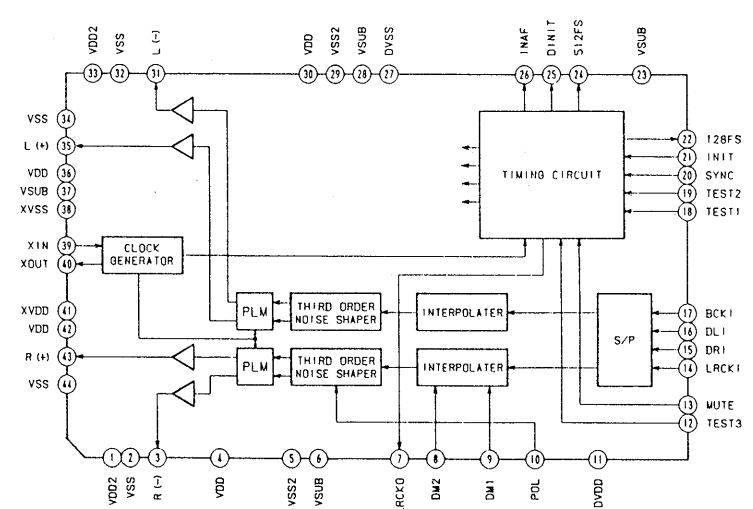 VDD2
VSS
L (-)
VDD
VSS2
VSUB
DVSS
INAF
DINIT
512FS
VSUB
33
32
31
30
29
28
27
26
25
24
23
VSS 34
L (+) 35
VDD 36
VSUB 37
XVSS 38
XIN 39
XOUT 40
XVDD 41
VDD 42
R (+) 43
VSS 44
TIMING CIRCUIT
CLOCK
GENERATOR
PLM
THIRD ORDER
NOISE SHAPER
INTERPOLATER
S/P
PLM
THIRD ORDER
NOISE SHAPER
INTERPOLATER
22 128FS
21 INIT
20 SYNC
19 TEST2
18 TEST1
17 BCKI
16 DLI
15 DRI
14 LRCKI
13 MUTE
12 TEST3
1
2
3
4
5
6
7
8
9
10
11
VDD2
VSS
R (-)
VDD
VSS2
VSUB
LRCKO
DM2
DM1
POL
DVDD